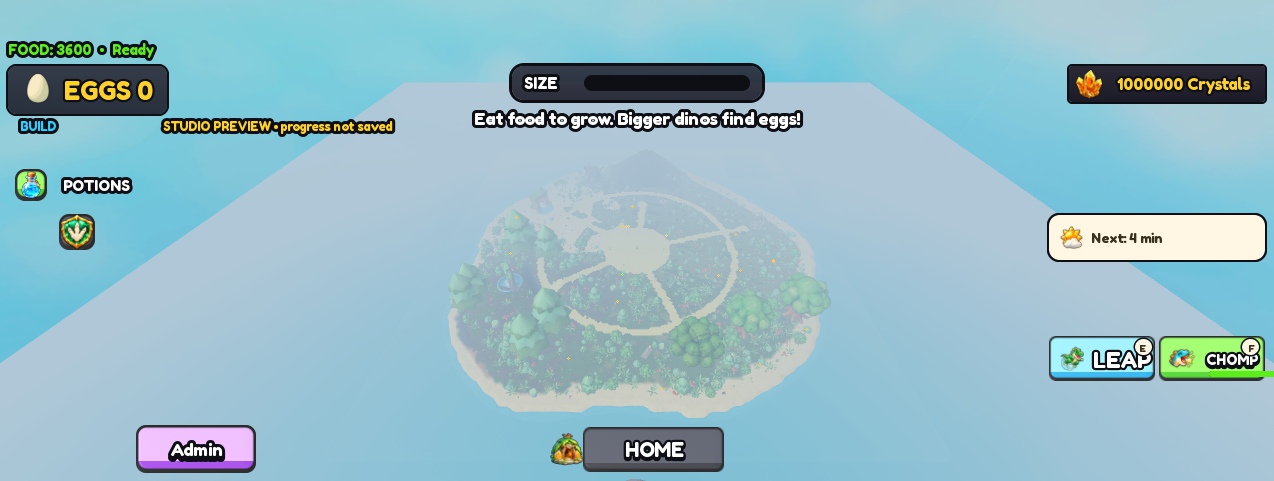 FOOD: 3600 • Ready
EGGS 0
BUILD
STUDIO PREVIEW • progress not saved
POTIONS
SIZE
Eat food to grow. Bigger dinos find eggs!
1000000 Crystals
Next: 4 min
E
LEAP
F
CHOMP
Admin
HOME